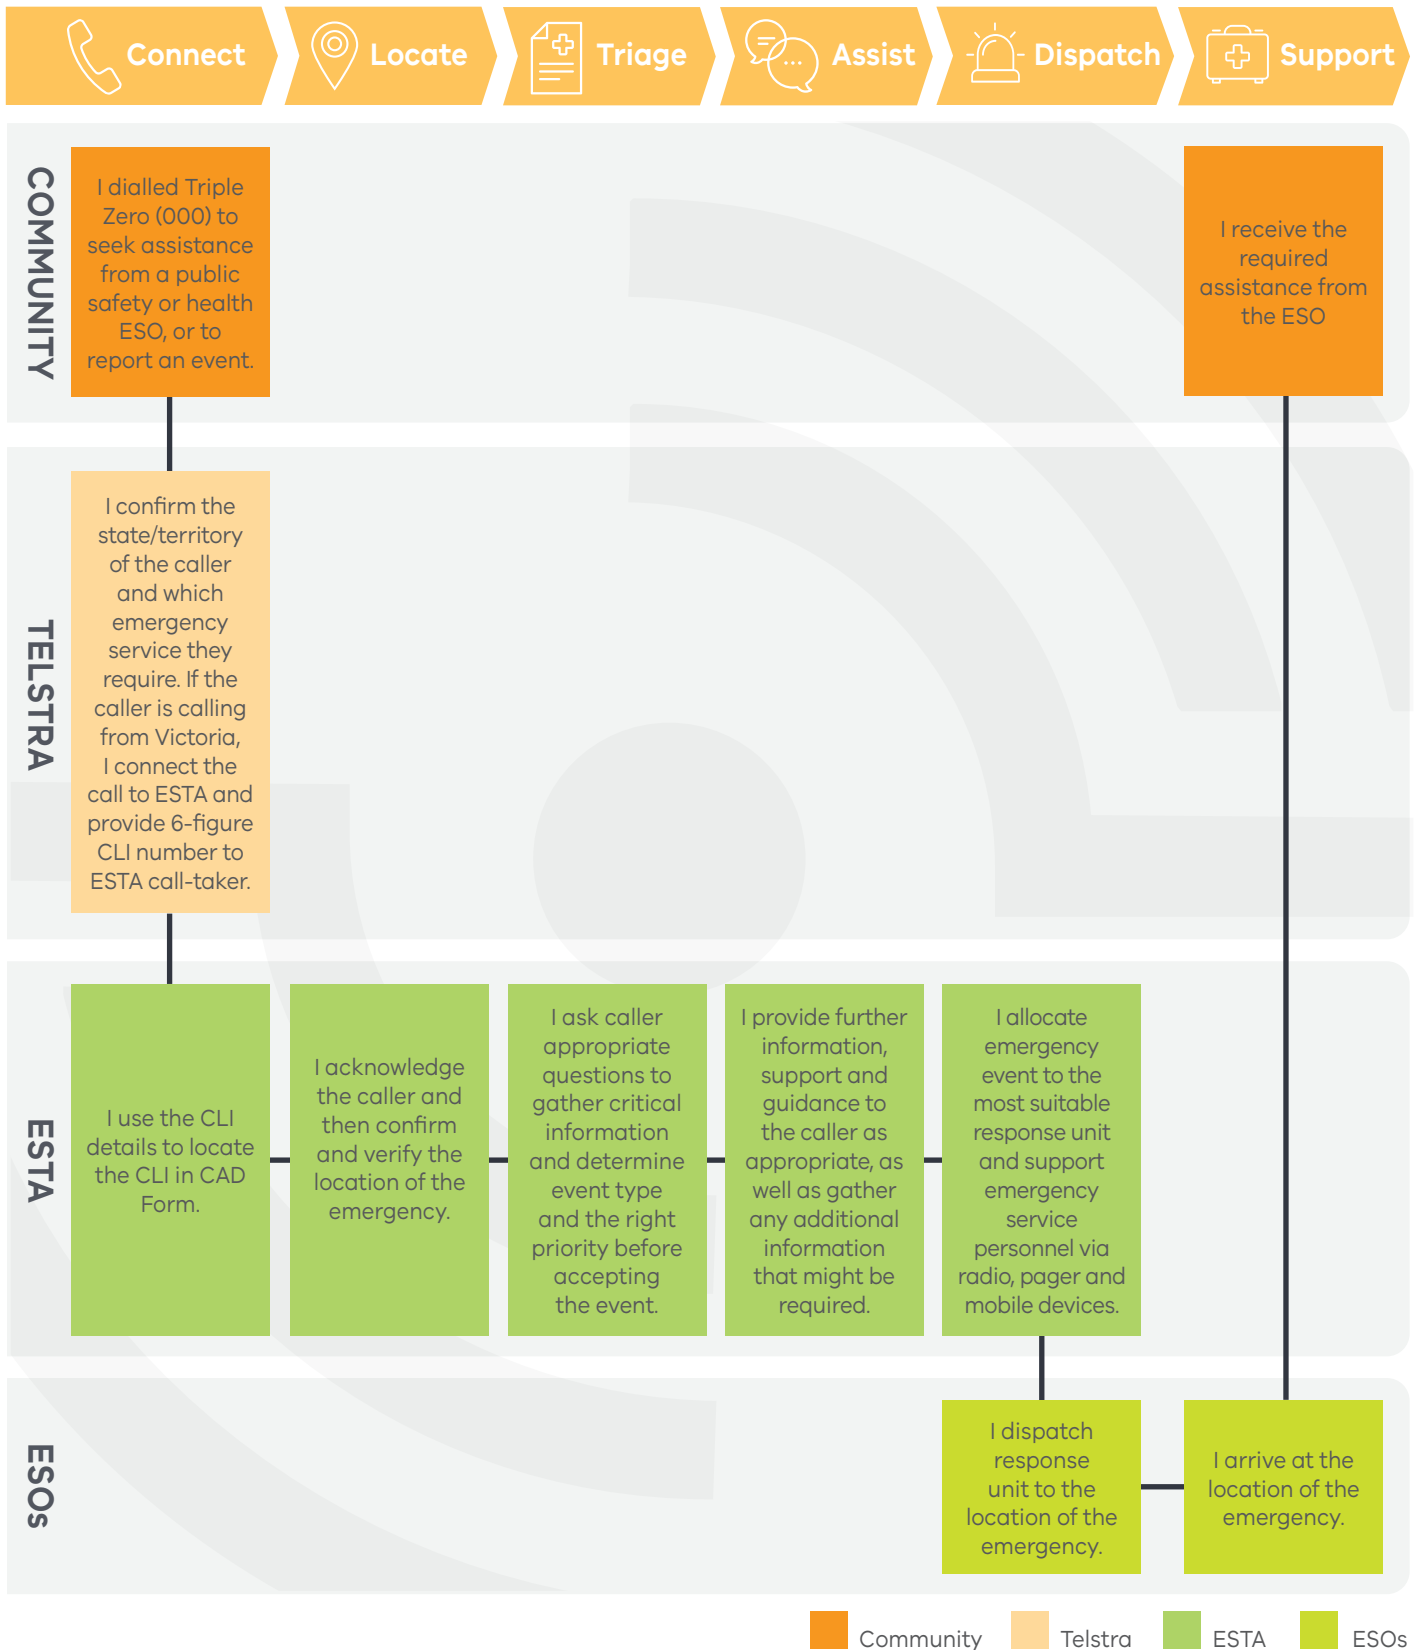 Connect
Locate
Triage
Assist
Dispatch
Support
COMMUNITY
I dialled Triple
Zero (000) to
seek assistance
from a public
safety or health
ESO, or to
report an event.
I receive the
required
assistance from
the ESO
TELSTRA
I confirm the
state/territory
of the caller
and which
emergency
service they
require. If the
caller is calling
from Victoria,
I connect the
call to ESTA and
provide 6-figure
CLI number to
ESTA call-taker.
ESTA
I use the CLI
details to locate
the CLI in CAD
Form.
I acknowledge
the caller and
then confirm
and verify the
location of the
emergency.
I ask caller
appropriate
questions to
gather critical
information
and determine
event type
and the right
priority before
accepting
the event.
I provide further
information,
support and
guidance to
the caller as
appropriate, as
well as gather
any additional
information
that might be
required.
I allocate
emergency
event to the
most suitable
response unit
and support
emergency
service
personnel via
radio, pager and
mobile devices.
ESOs
I dispatch
response
unit to the
location of the
emergency.
I arrive at the
location of the
emergency.
Community
Telstra
ESTA
ESOs